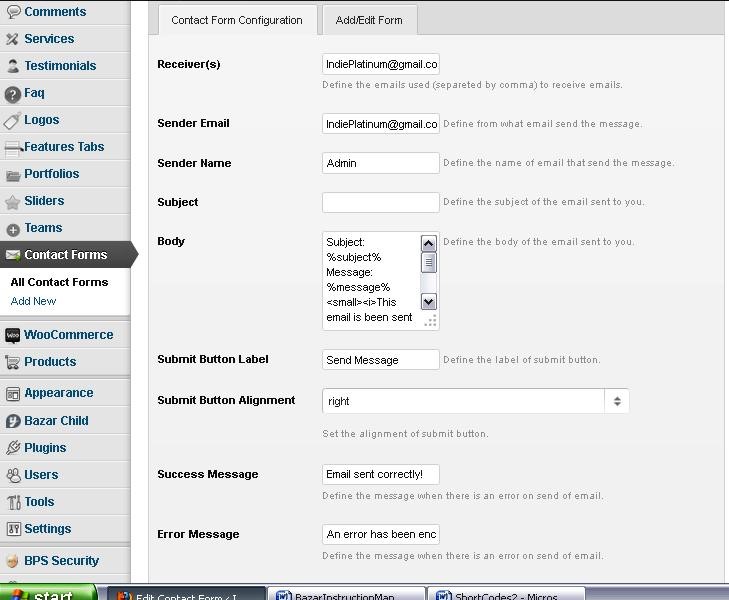 Comments
Services
Testimonials
Faq
Logos
Features Tabs
Portfolios
Sliders
Teams
Contact Forms
All Contact Forms
Add New
WooCommerce
Products
Appearance
Bazar Child
Plugins
Users
Tools
Settings
BPS Security
Contact Form Configuration
Add/Edit Form
Receiver(s)
IndiePlatinum@gmail.co
Define the emails used (separeted by comma) to receive emails.
Sender Email
IndiePlatinum@gmail.co Define from what email send the message.
Sender Name
Admin Define the name of email that send the message.
Subject
Define the subject of the email sent to you.
Body
Subject:
%subject%
Message:
%message%
<small><i>This
email is been sent
Define the body of the email sent to you.
Submit Button Label
Send Message Define the label of submit button.
Submit Button Alignment
right
Set the alignment of submit button.
Success Message
Email sent correctly!
Define the message when there is an error on send of email.
Error Message
An error has been enc
Define the message when there is an error on send of email.
start
Edit Contact Form ‹ I
BazarInstructionMap
ShortCodes2 - Micros